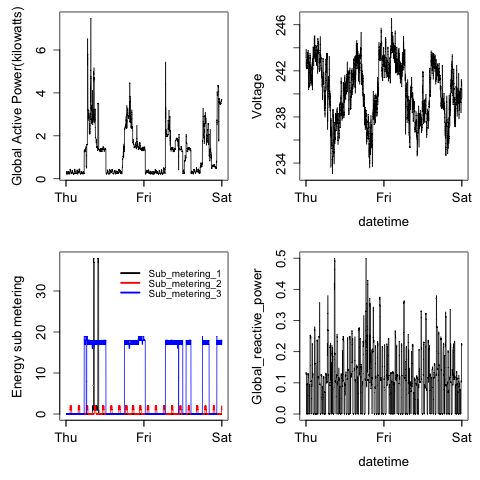 Global Active Power(kilowatts)
0 2 4 6
Thu Fri Sat
Voltage
234 238 242 246
Thu Fri Sat
datetime
Energy sub metering
0 10 20 30
Sub_metering_1
Sub_metering_2
Sub_metering_3
Thu Fri Sat
Global_reactive_power
0.0 0.1 0.2 0.3 0.4 0.5
Thu Fri Sat
datetime